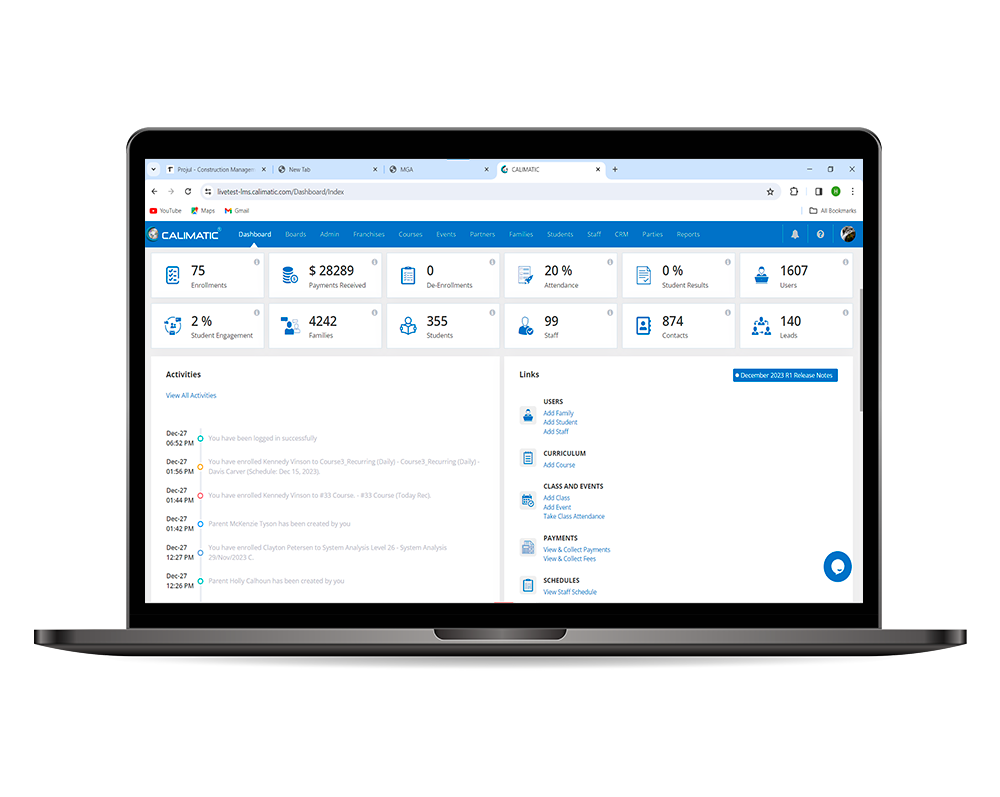 Projul - Construction Managem
New Tab
MGA
CALIMATIC
livetest-lms.calimatic.com/Dashboard/Index
YouTube
Maps
Gmail
All Bookmarks
CALIMATIC
Dashboard
Boards
Admin
Franchises
Courses
Events
Partners
Families
Students
Staff
CRM
Parties
Reports
75
Enrollments
$ 28289
Payments Received
0
De-Enrollments
20 %
Attendance
0 %
Student Results
1607
Users
2 %
Student Engagement
4242
Families
355
Students
99
Staff
874
Contacts
140
Leads
Activities
View All Activities
Dec-27
06:52 PM
You have been logged in successfully
Dec-27
01:56 PM
You have enrolled Kennedy Vinson to Course3_Recurring (Daily) - Course3_Recurring (Daily) -
Davis Carver (Schedule: Dec 15, 2023).
Dec-27
01:44 PM
You have enrolled Kennedy Vinson to #33 Course. - #33 Course (Today Rec).
Dec-27
01:42 PM
Parent McKenzie Tyson has been created by you
Dec-27
12:27 PM
You have enrolled Clayton Petersen to System Analysis Level 26 - System Analysis
29/Nov/2023 C.
Dec-27
12:26 PM
Parent Holly Calhoun has been created by you
Links
December 2023 R1 Release Notes
USERS
Add Family
Add Student
Add Staff
CURRICULUM
Add Course
CLASS AND EVENTS
Add Class
Add Event
Take Class Attendance
PAYMENTS
View & Collect Payments
View & Collect Fees
SCHEDULES
View Staff Schedule